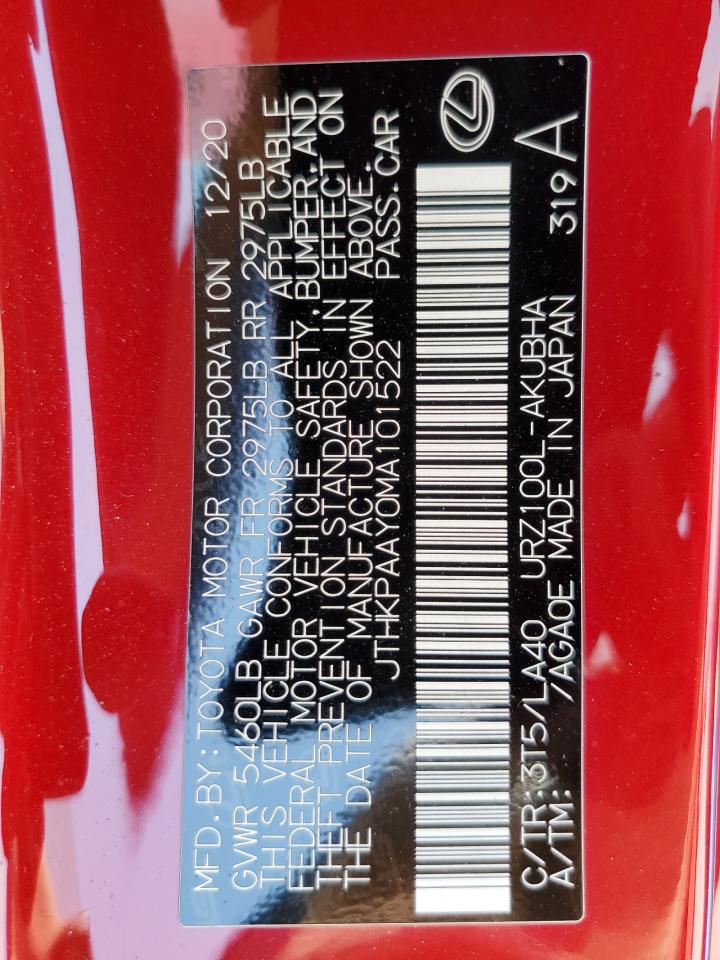 MFD. BY: TOYOTA MOTOR CORPORATION 12/20
GVWR 5460LB GAWR FR 2975LB RR 2975LB
THIS VEHICLE CONFORMS TO ALL APPLICABLE
FEDERAL MOTOR VEHICLE SAFETY, BUMPER, AND
THEFT PREVENTION STANDARDS IN EFFECT ON
THE DATE OF MANUFACTURE SHOWN ABOVE.
JTHKPAAY0MA101522 PASS. CAR
C/TR: 3T5/LA40 URZ100L-AKUBHA
A/TM: /AGA0E MADE IN JAPAN 319 A